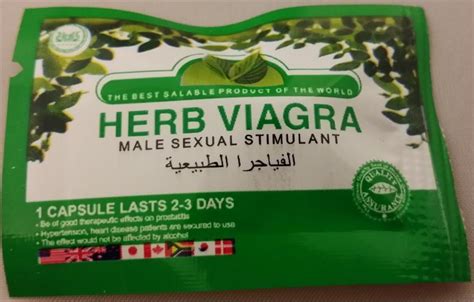 THE BEST SALABLE PRODUCT OF THE WORLD
HERB VIAGRA
MALE SEXUAL STIMULANT
الفياجرا الطبيعية
QUALITY
ASSURANCE
1 CAPSULE LASTS 2-3 DAYS
- Be of good therapeutic effects on prostatitis
- Hypertension, heart disease patients are secured to use
- The effect would not be affected by alcohol